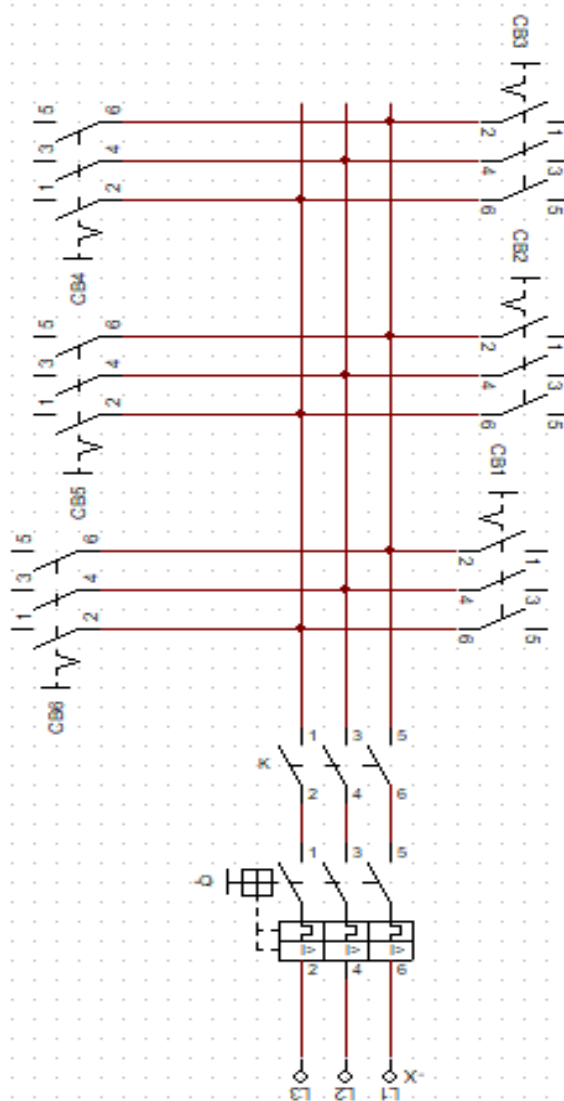 CB3
5 6 2 1
3 4 4 3
1 2 6 5
CB4
CB2
5 6 2 1
3 4 4 3
1 2 6 5
CB5
CB1
5 6 2 1
3 4 4 3
1 2 6 5
CB6
1 3 5
-K
2 4 6
1 3 5
-Q
I> I> I>
2 4 6
X-
L3 L2 L1